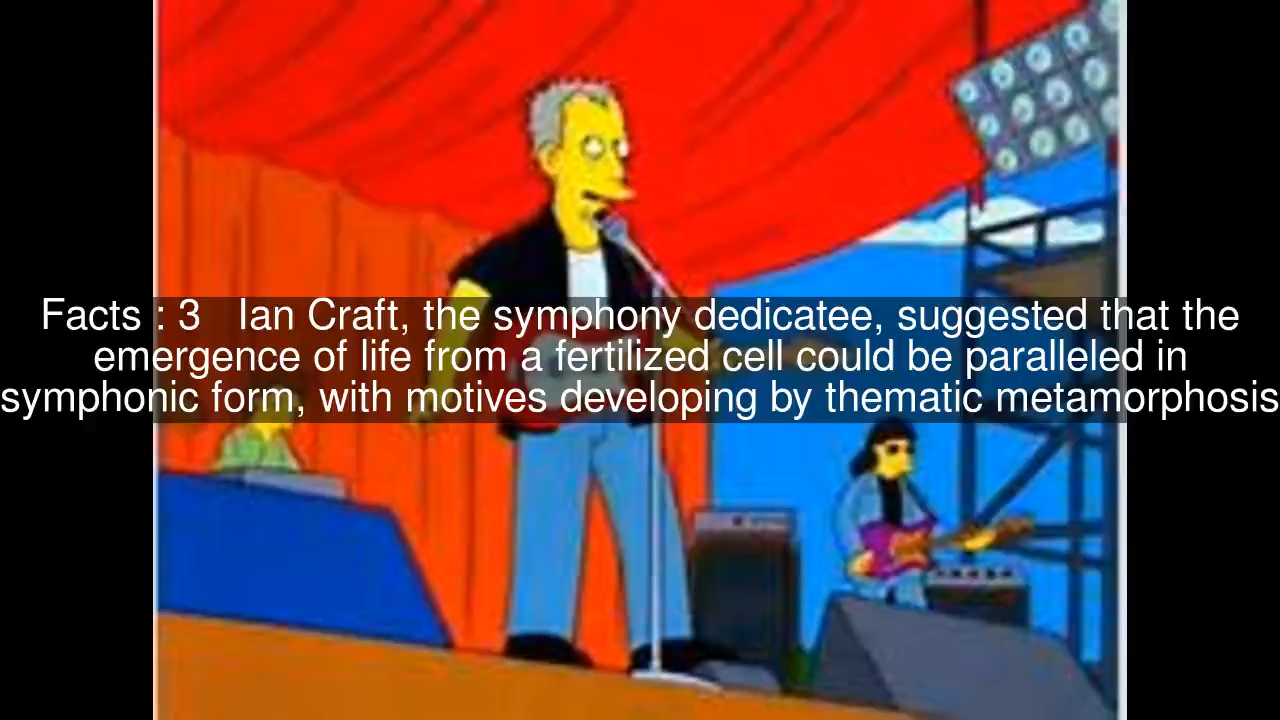 Facts : 3   Ian Craft, the symphony dedicatee, suggested that the
emergence of life from a fertilized cell could be paralleled in
symphonic form, with motives developing by thematic metamorphosis